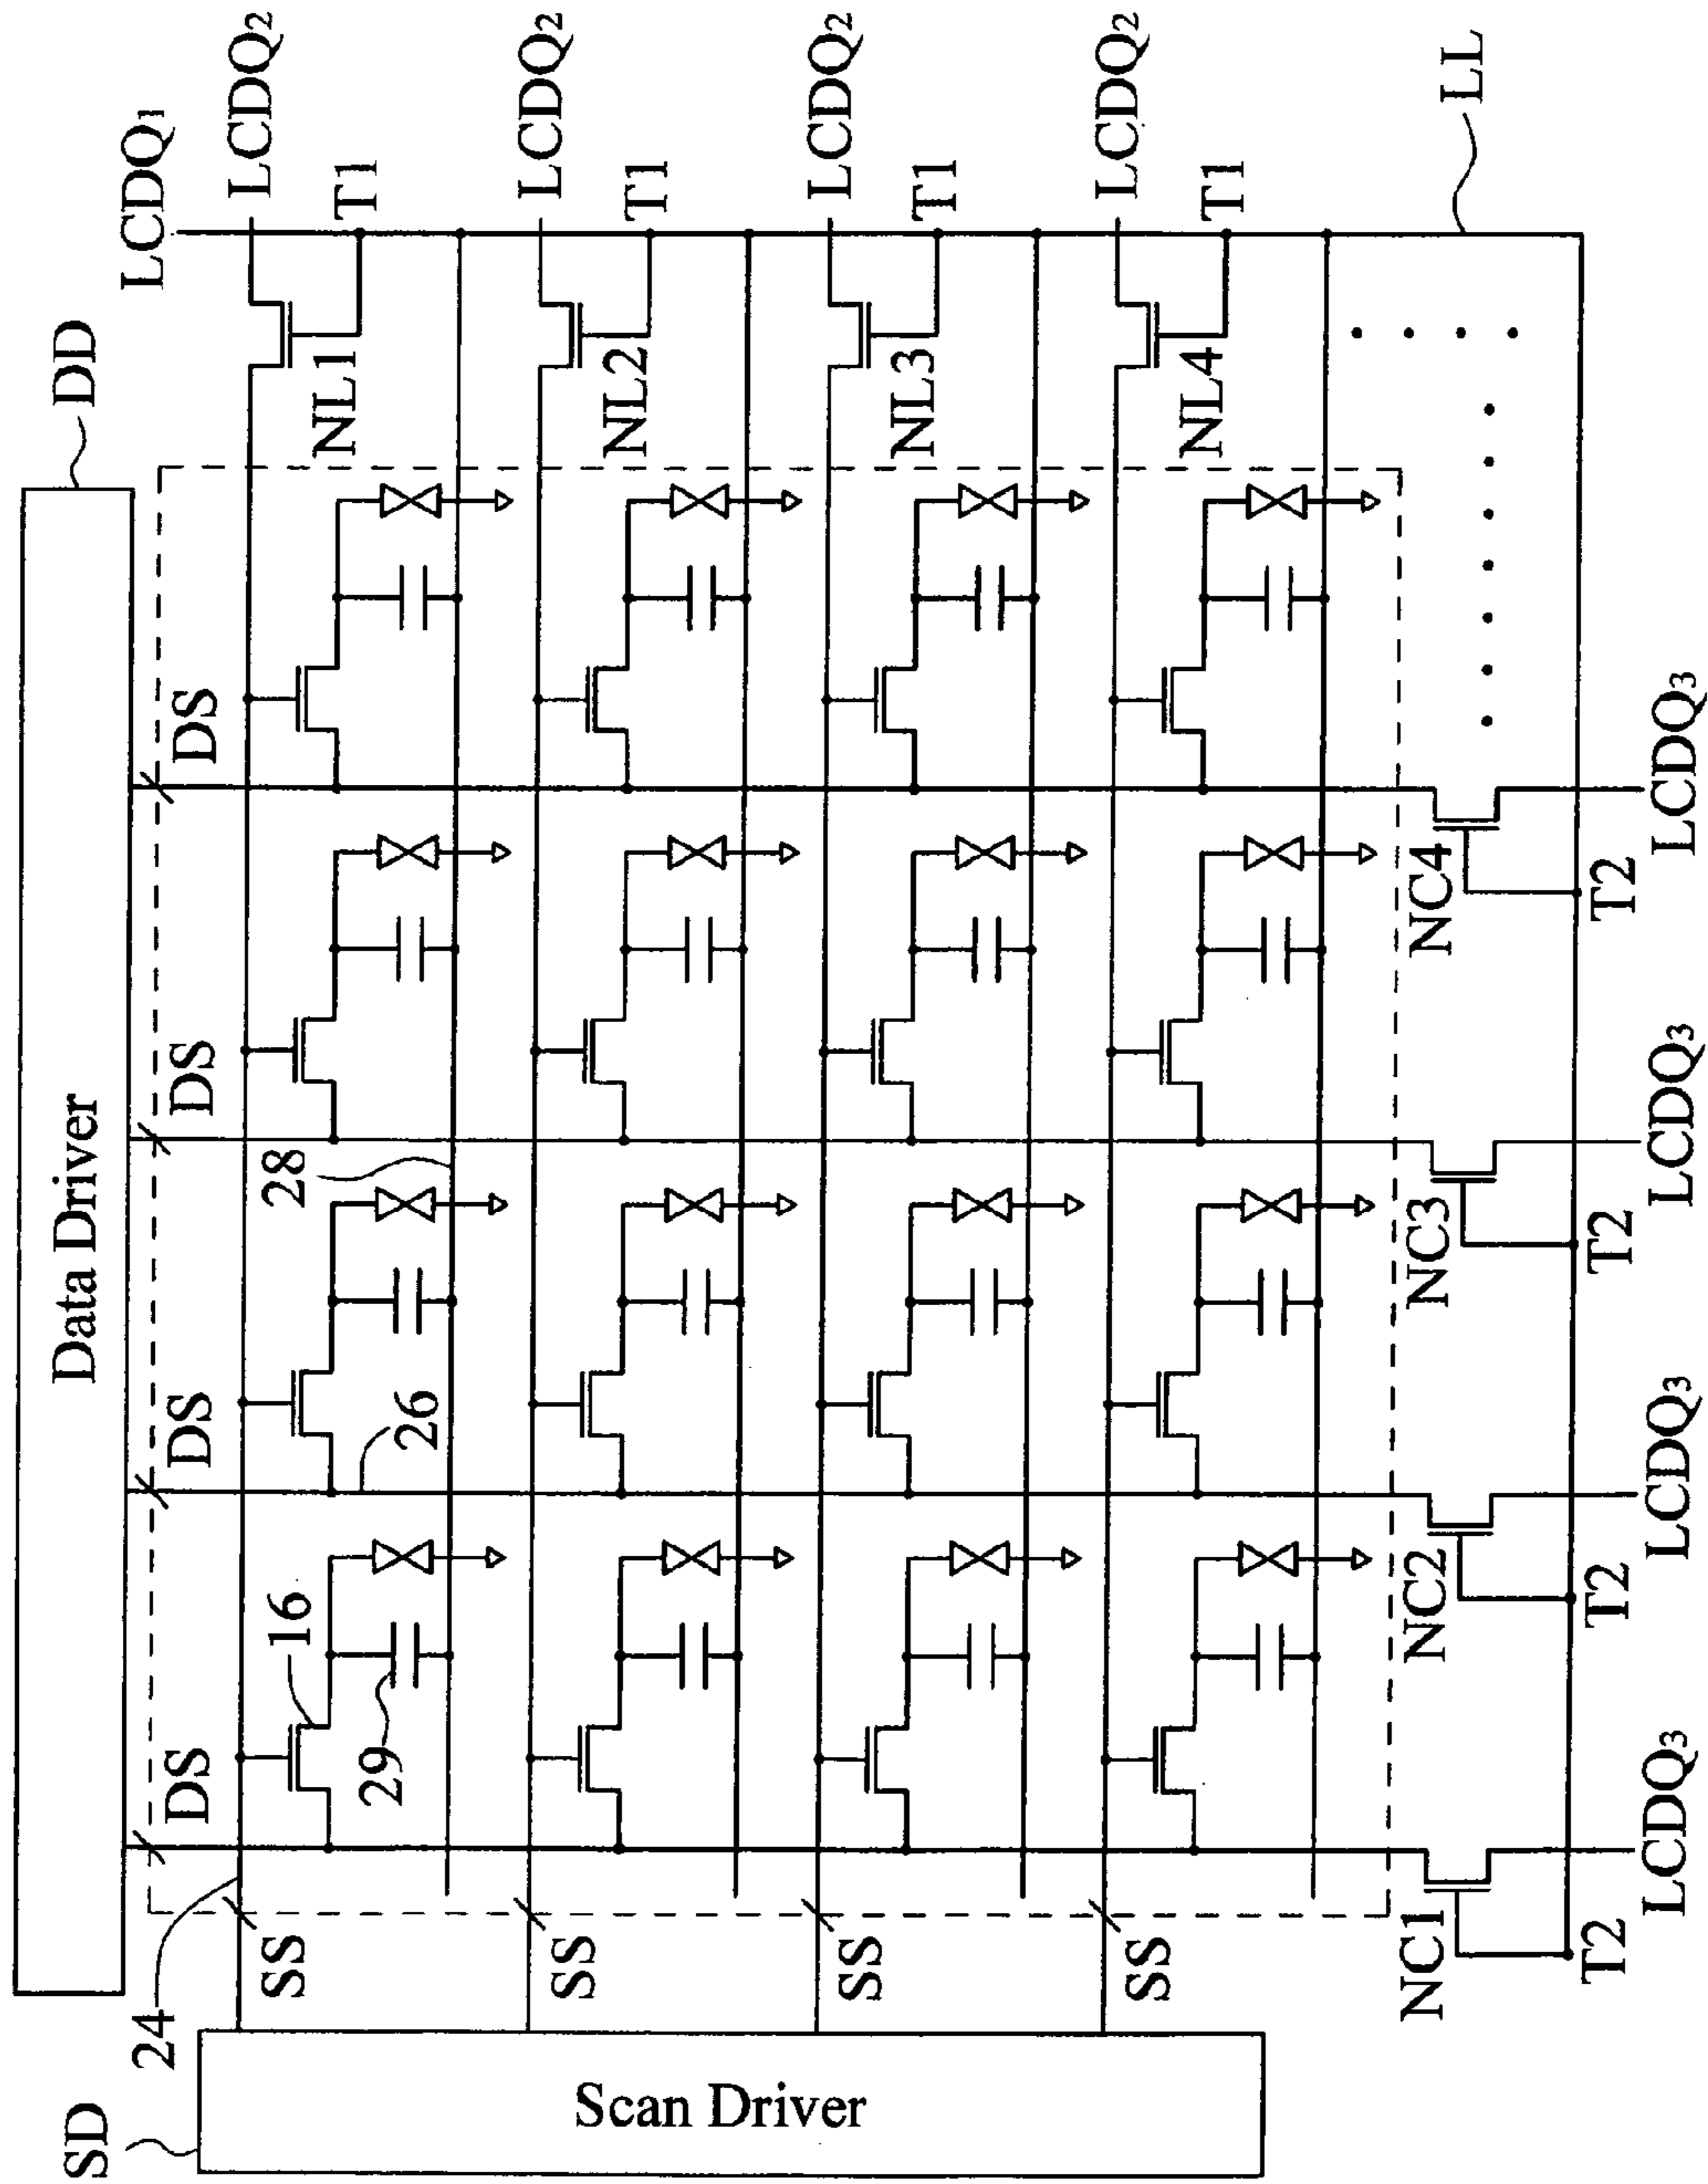 Data Driver
DD
LCDQ1
DS
DS
DS
DS
24
LCDQ2
T1
NL1
16
29
26
28
SS
LCDQ2
T1
NL2
SS
LCDQ2
T1
NL3
SS
LCDQ2
T1
NL4
SS
SD
Scan Driver
LL
NC1
NC2
NC3
NC4
T2
T2
T2
T2
LCDQ3
LCDQ3
LCDQ3
LCDQ3